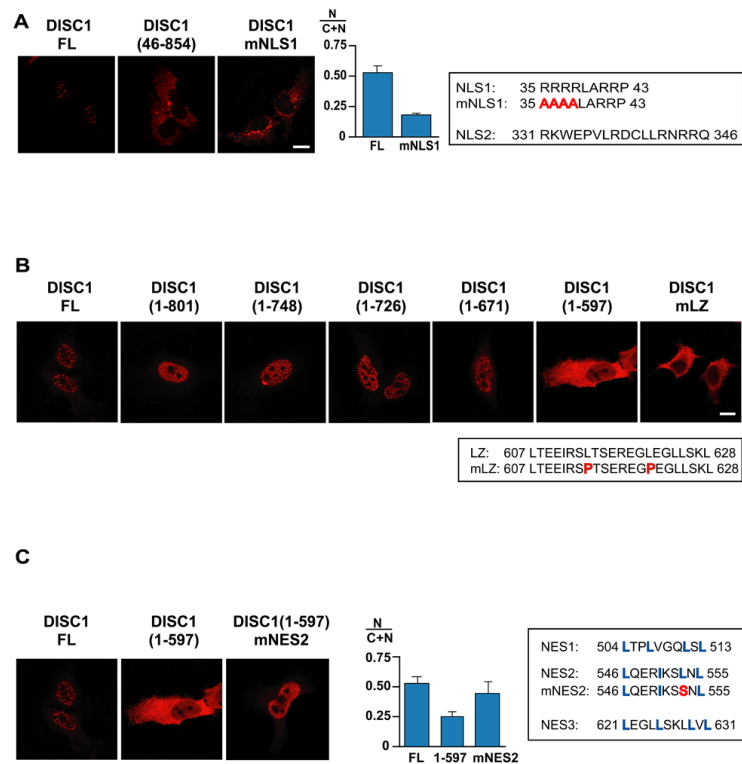 A
DISC1 FL
DISC1 (46-854)
DISC1 mNLS1
N
C+N
0.75
0.50
0.25
0
FL mNLS1
NLS1: 35 RRRRLARRP 43
mNLS1: 35 AAAALARRP 43
NLS2: 331 RKWEPVLRDCLLRNRRQ 346
B
DISC1 FL
DISC1 (1-801)
DISC1 (1-748)
DISC1 (1-726)
DISC1 (1-671)
DISC1 (1-597)
DISC1 mLZ
LZ: 607 LTEEIRSLTSEREGLEGLLSKL 628
mLZ: 607 LTEEIRSPTSEREGPEGLLSKL 628
C
DISC1 FL
DISC1 (1-597)
DISC1(1-597) mNES2
N
C+N
0.75
0.50
0.25
0
FL 1-597 mNES2
NES1: 504 LTPLVGQLSL 513
NES2: 546 LQERIKSLNL 555
mNES2: 546 LQERIKSSNL 555
NES3: 621 LEGLLSKLLVL 631